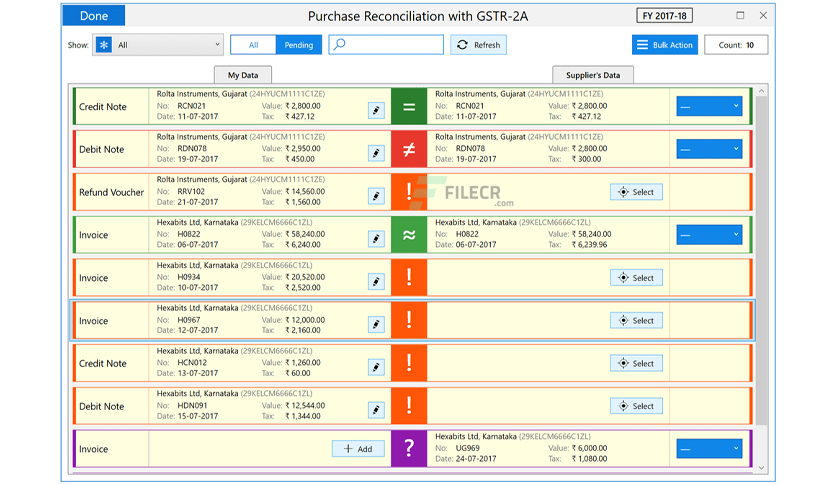 Done
Purchase Reconciliation with GSTR-2A
FY 2017-18
Show: All
All Pending
Refresh
Bulk Action
Count: 10
My Data
Supplier's Data
Credit Note
Rolta Instruments, Gujarat (24HYUCM1111C1ZE)
No: RCN021 Value: ₹ 2,800.00
Date: 11-07-2017 Tax: ₹ 427.12
=
Rolta Instruments, Gujarat (24HYUCM1111C1ZE)
No: RCN021 Value: ₹ 2,800.00
Date: 11-07-2017 Tax: ₹ 427.12
Debit Note
Rolta Instruments, Gujarat (24HYUCM1111C1ZE)
No: RDN078 Value: ₹ 2,950.00
Date: 19-07-2017 Tax: ₹ 450.00
≠
Rolta Instruments, Gujarat (24HYUCM1111C1ZE)
No: RDN078 Value: ₹ 2,800.00
Date: 19-07-2017 Tax: ₹ 300.00
Refund Voucher
Rolta Instruments, Gujarat (24HYUCM1111C1ZE)
No: RRV102 Value: ₹ 14,560.00
Date: 21-07-2017 Tax: ₹ 1,560.00
!
FILECR
.com
Select
Invoice
Hexabits Ltd, Karnataka (29KELCM6666C1ZL)
No: H0822 Value: ₹ 58,240.00
Date: 06-07-2017 Tax: ₹ 6,240.00
≈
Hexabits Ltd, Karnataka (29KELCM6666C1ZL)
No: H0822 Value: ₹ 58,240.00
Date: 06-07-2017 Tax: ₹ 6,239.96
Invoice
Hexabits Ltd, Karnataka (29KELCM6666C1ZL)
No: H0934 Value: ₹ 20,520.00
Date: 10-07-2017 Tax: ₹ 2,520.00
!
Select
Invoice
Hexabits Ltd, Karnataka (29KELCM6666C1ZL)
No: H0967 Value: ₹ 12,000.00
Date: 12-07-2017 Tax: ₹ 2,160.00
!
Select
Credit Note
Hexabits Ltd, Karnataka (29KELCM6666C1ZL)
No: HCN012 Value: ₹ 1,260.00
Date: 13-07-2017 Tax: ₹ 60.00
!
Select
Debit Note
Hexabits Ltd, Karnataka (29KELCM6666C1ZL)
No: HDN091 Value: ₹ 12,544.00
Date: 15-07-2017 Tax: ₹ 1,344.00
!
Select
Invoice
+ Add
?
Hexabits Ltd, Karnataka (29KELCM6666C1ZL)
No: UG969 Value: ₹ 6,000.00
Date: 24-07-2017 Tax: ₹ 1,080.00